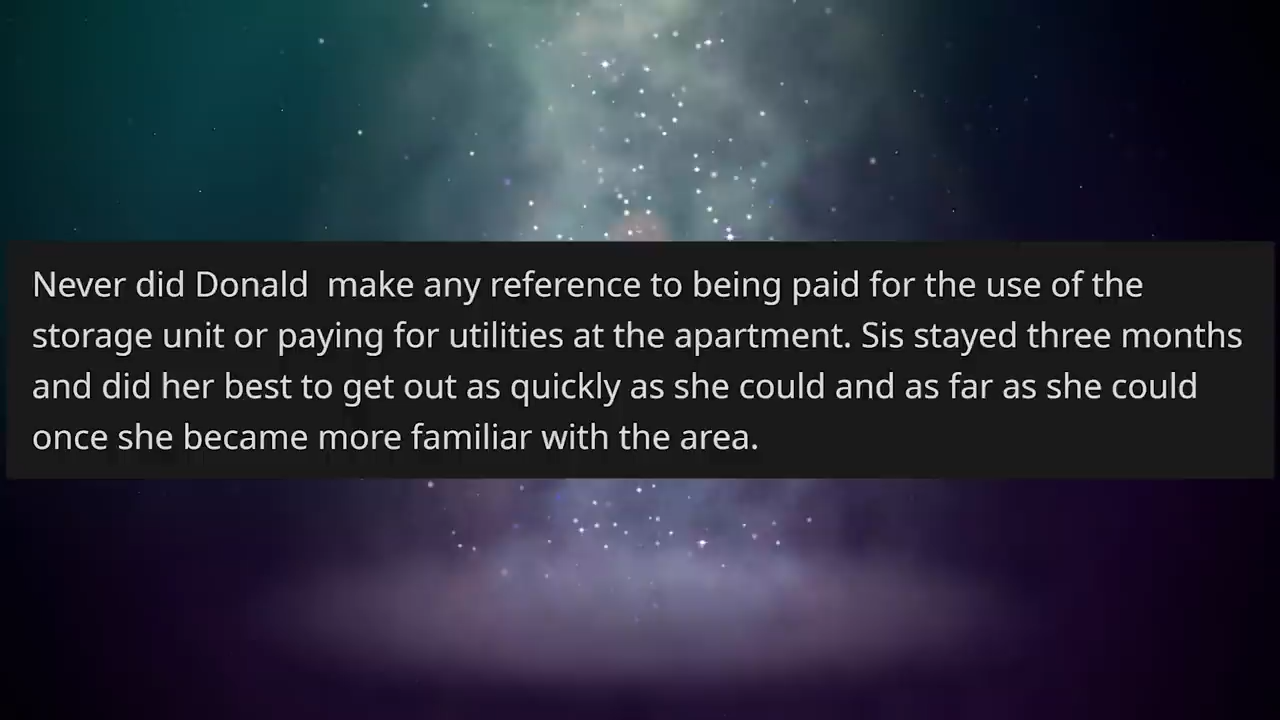 Never did Donald  make any reference to being paid for the use of the
storage unit or paying for utilities at the apartment. Sis stayed three months
and did her best to get out as quickly as she could and as far as she could
once she became more familiar with the area.